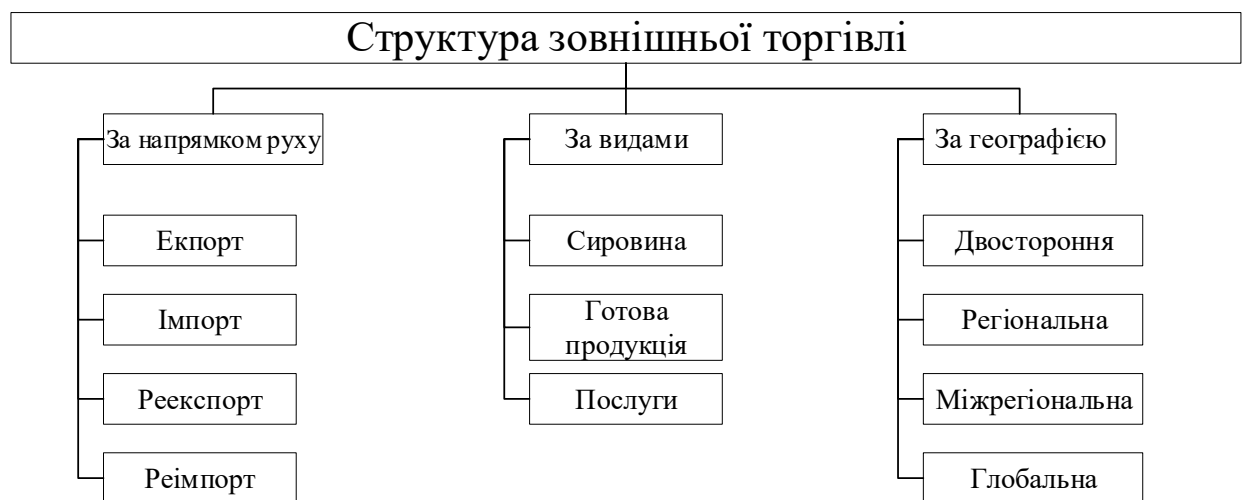 Структура зовнішньої торгівлі
За напрямком руху
Екпорт
Імпорт
Реекспорт
Реімпорт
За видами
Сировина
Готова
продукція
Послуги
За географією
Двостороння
Регіональна
Міжрегіональна
Глобальна